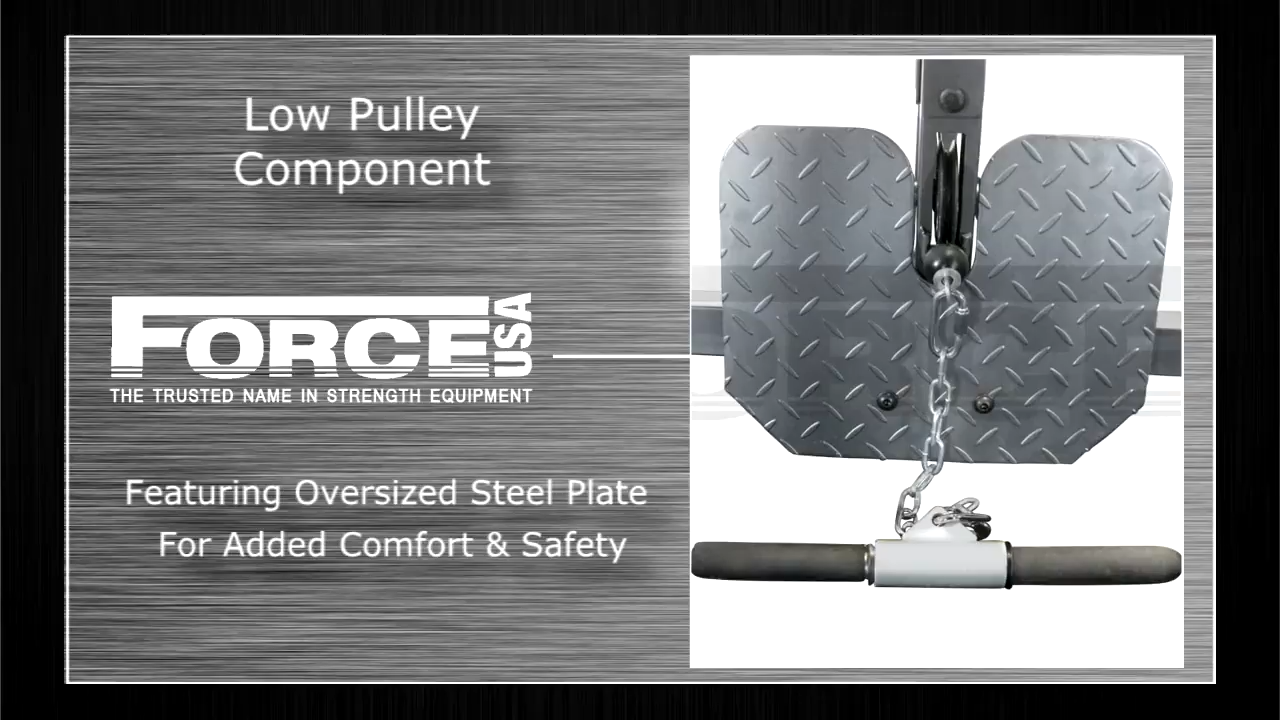 Low Pulley
Component
FORCE USA
THE TRUSTED NAME IN STRENGTH EQUIPMENT
Featuring Oversized Steel Plate
For Added Comfort & Safety